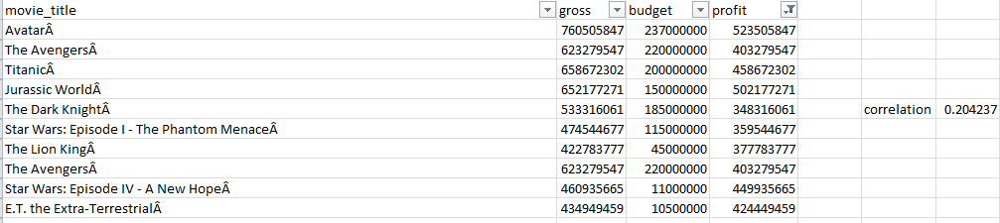 movie_title gross budget profit
AvatarÂ 760505847 237000000 523505847
The AvengersÂ 623279547 220000000 403279547
TitanicÂ 658672302 200000000 458672302
Jurassic WorldÂ 652177271 150000000 502177271
The Dark KnightÂ 533316061 185000000 348316061 correlation 0.204237
Star Wars: Episode I - The Phantom MenaceÂ 474544677 115000000 359544677
The Lion KingÂ 422783777 45000000 377783777
The AvengersÂ 623279547 220000000 403279547
Star Wars: Episode IV - A New HopeÂ 460935665 11000000 449935665
E.T. the Extra-TerrestrialÂ 434949459 10500000 424449459